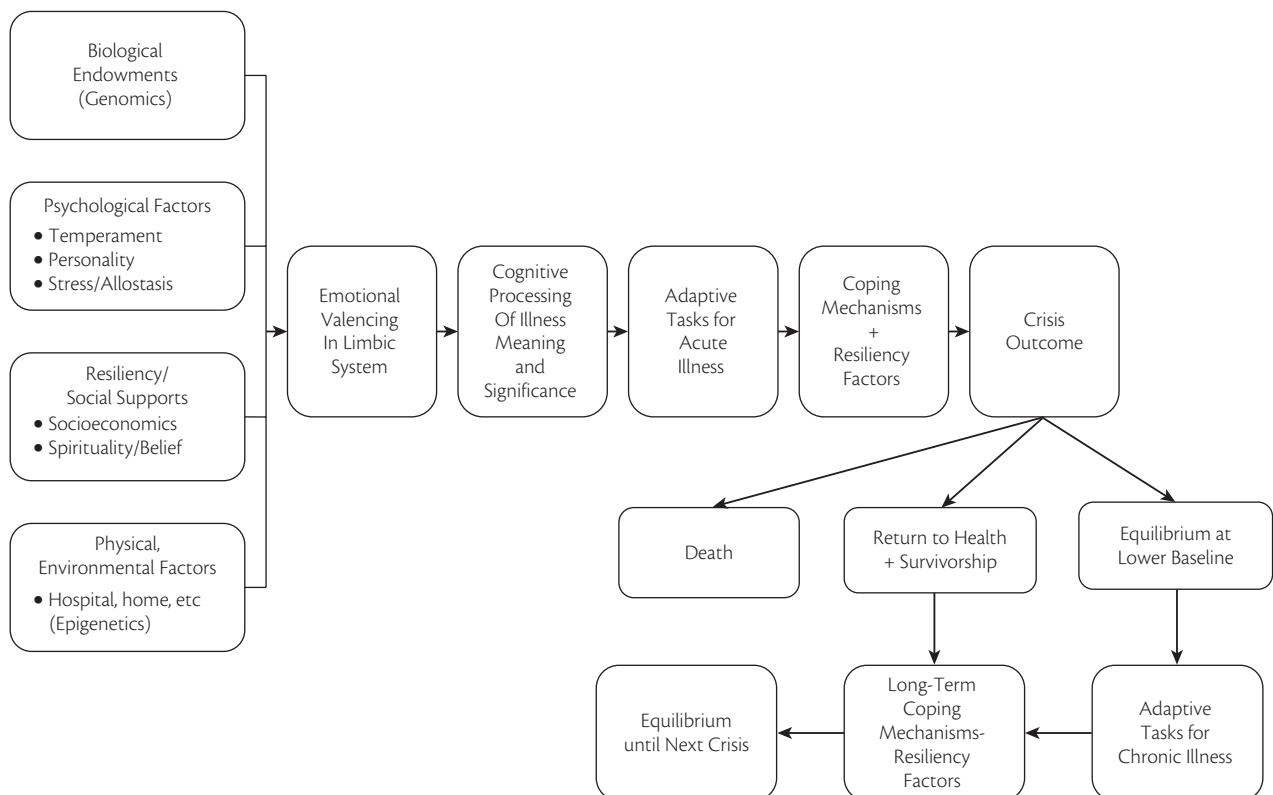 Biological
Endowments
(Genomics)
Psychological Factors
• Temperament
• Personality
• Stress/Allostasis
Resiliency/
Social Supports
• Socioeconomics
• Spirituality/Belief
Physical,
Environmental Factors
• Hospital, home, etc
(Epigenetics)
Emotional
Valencing
In Limbic
System
Cognitive
Processing
Of Illness
Meaning
and
Significance
Adaptive
Tasks for
Acute
Illness
Coping
Mechanisms
+
Resiliency
Factors
Crisis
Outcome
Death
Return to Health
+ Survivorship
Equilibrium at
Lower Baseline
Equilibrium
until Next Crisis
Long-Term
Coping
Mechanisms-
Resiliency
Factors
Adaptive
Tasks for
Chronic Illness